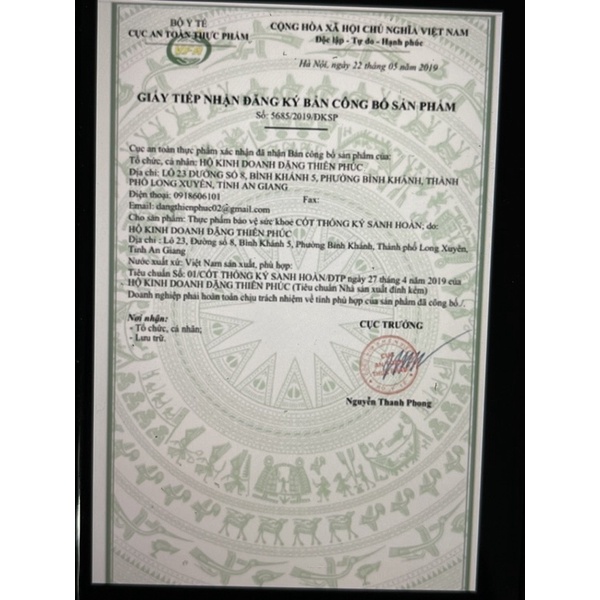 BỘ Y TẾ
CỤC AN TOÀN THỰC PHẨM
CỘNG HÒA XÃ HỘI CHỦ NGHĨA VIỆT NAM
Độc lập - Tự do - Hạnh phúc
Hà Nội, ngày 22 tháng 05 năm 2019
GIẤY TIẾP NHẬN ĐĂNG KÝ BẢN CÔNG BỐ SẢN PHẨM
Số: 5685/2019/ĐKSP
Cục an toàn thực phẩm xác nhận đã nhận Bản công bố sản phẩm của:
Tổ chức, cá nhân: HỘ KINH DOANH ĐẶNG THIÊN PHÚC
Địa chỉ: LÔ 23 ĐƯỜNG SỐ 8, BÌNH KHÁNH 5, PHƯỜNG BÌNH KHÁNH, THÀNH
PHỐ LONG XUYÊN, TỈNH AN GIANG
Điện thoại: 0918606101 Fax:
Email: dangthienphuc02@gmail.com
Cho sản phẩm: Thực phẩm bảo vệ sức khoẻ CỐT THỐNG KỲ SANH HOÀN; do:
HỘ KINH DOANH ĐẶNG THIÊN PHÚC
Địa chỉ : Lô 23, Đường số 8, Bình Khánh 5, Phường Bình Khánh, Thành phố Long Xuyên,
Tỉnh An Giang
Nước xuất xứ: Việt Nam sản xuất, phù hợp:
Tiêu chuẩn Số: 01/CỐT THỐNG KỲ SANH HOÀN/ĐTP ngày 27 tháng 4 năm 2019 của
HỘ KINH DOANH ĐẶNG THIÊN PHÚC (Tiêu chuẩn Nhà sản xuất đính kèm)
Doanh nghiệp phải hoàn toàn chịu trách nhiệm về tính phù hợp của sản phẩm đã công bố./.
Nơi nhận:
- Tổ chức, cá nhân;
- Lưu trữ.
CỤC TRƯỞNG
Nguyễn Thanh Phong